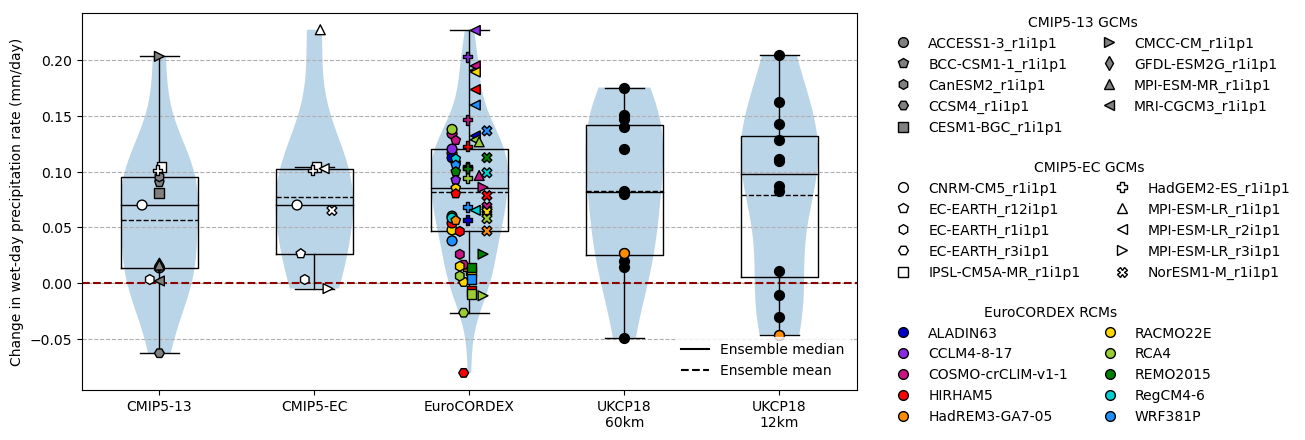 Change in wet-day precipitation rate (mm/day)
0.20
0.15
0.10
0.05
0.00
−0.05
CMIP5-13
CMIP5-EC
EuroCORDEX
UKCP18
60km
UKCP18
12km
Ensemble median
Ensemble mean
CMIP5-13 GCMs
ACCESS1-3_r1i1p1
BCC-CSM1-1_r1i1p1
CanESM2_r1i1p1
CCSM4_r1i1p1
CESM1-BGC_r1i1p1
CMCC-CM_r1i1p1
GFDL-ESM2G_r1i1p1
MPI-ESM-MR_r1i1p1
MRI-CGCM3_r1i1p1
CMIP5-EC GCMs
CNRM-CM5_r1i1p1
EC-EARTH_r12i1p1
EC-EARTH_r1i1p1
EC-EARTH_r3i1p1
IPSL-CM5A-MR_r1i1p1
HadGEM2-ES_r1i1p1
MPI-ESM-LR_r1i1p1
MPI-ESM-LR_r2i1p1
MPI-ESM-LR_r3i1p1
NorESM1-M_r1i1p1
EuroCORDEX RCMs
ALADIN63
CCLM4-8-17
COSMO-crCLIM-v1-1
HIRHAM5
HadREM3-GA7-05
RACMO22E
RCA4
REMO2015
RegCM4-6
WRF381P